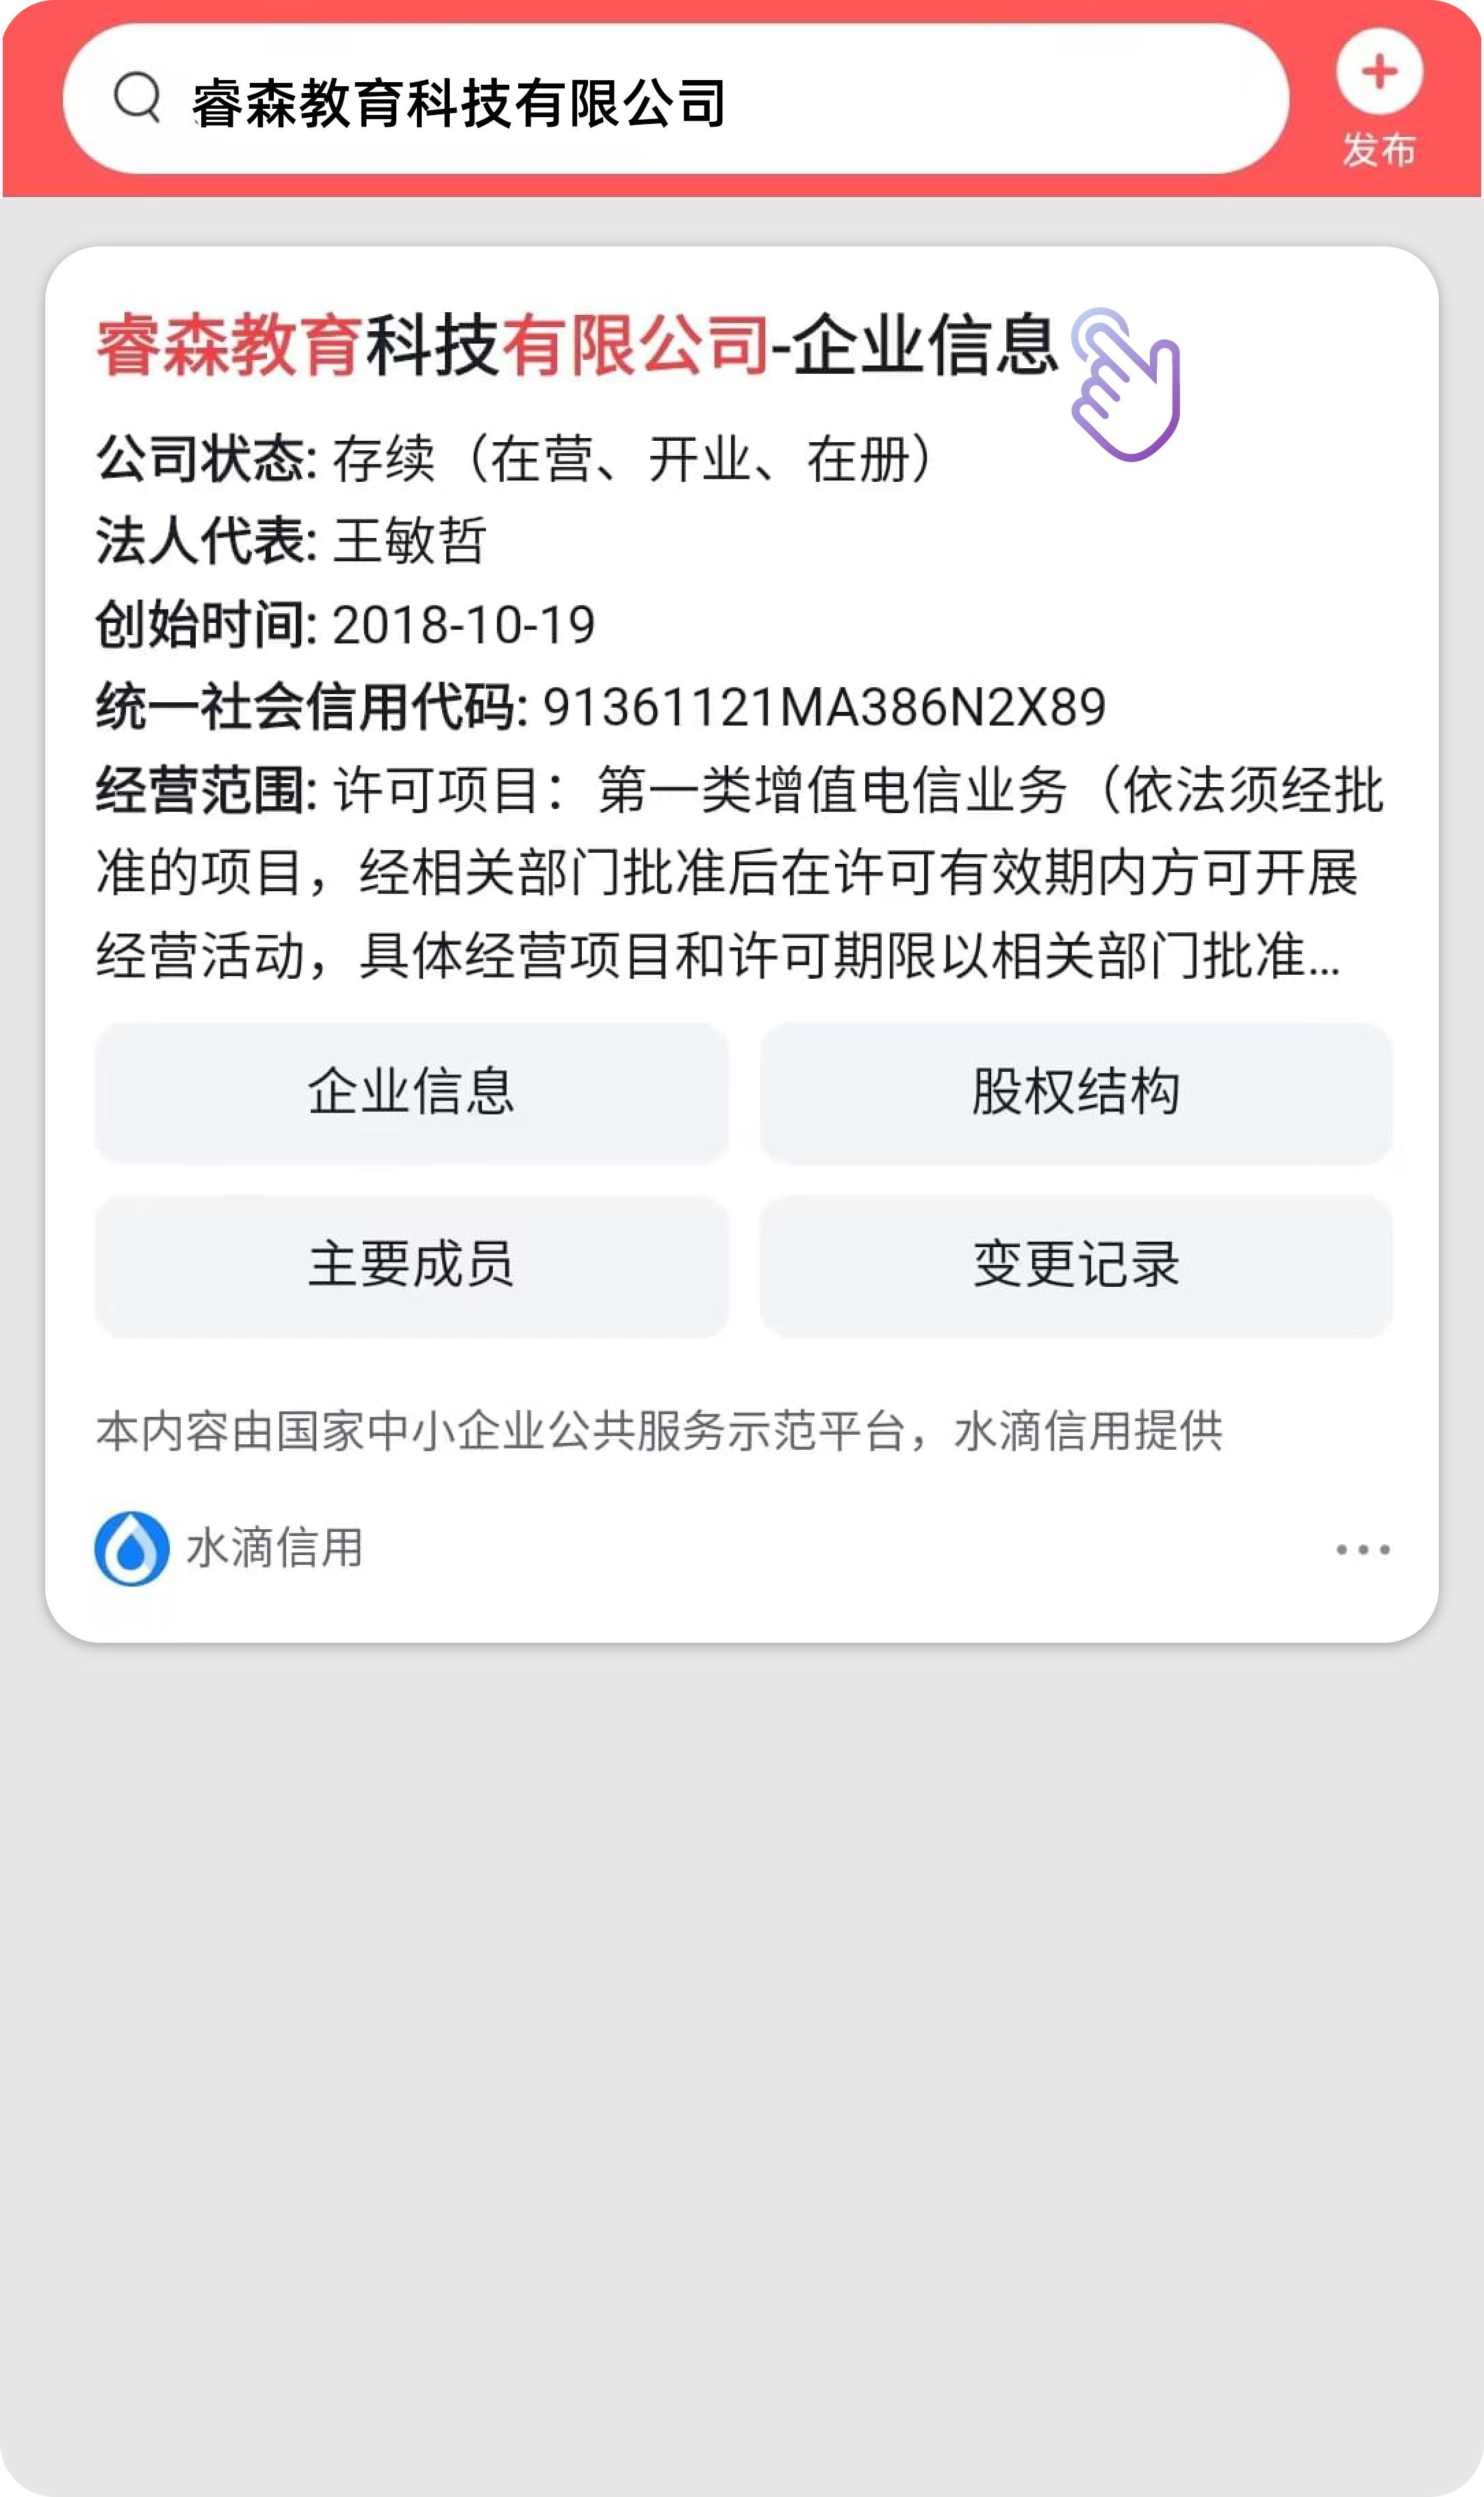 睿森教育科技有限公司
发布
睿森教育科技有限公司-企业信息
公司状态: 存续（在营、开业、在册）
法人代表: 王敏哲
创始时间: 2018-10-19
统一社会信用代码: 91361121MA386N2X89
经营范围: 许可项目：第一类增值电信业务（依法须经批
准的项目，经相关部门批准后在许可有效期内方可开展
经营活动，具体经营项目和许可期限以相关部门批准...
企业信息
股权结构
主要成员
变更记录
本内容由国家中小企业公共服务示范平台，水滴信用提供
水滴信用